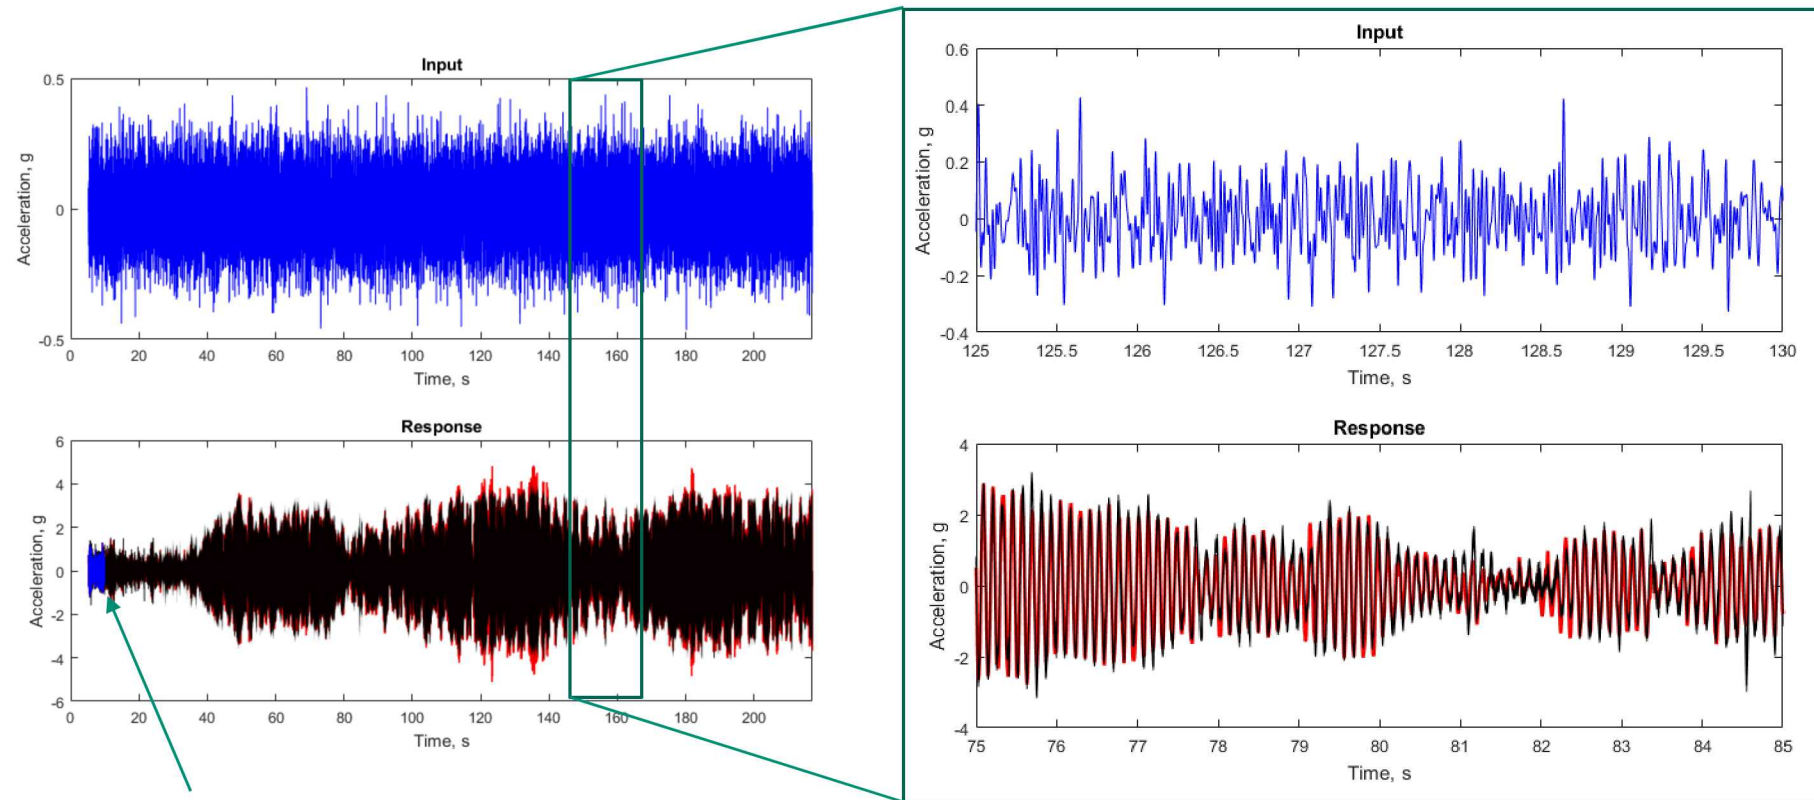 Input
0.5
0
-0.5
Acceleration, g
0 20 40 60 80 100 120 140 160 180 200
Time, s
Response
6
4
2
0
-2
-4
-6
Acceleration, g
0 20 40 60 80 100 120 140 160 180 200
Time, s
Input
0.6
0.4
0.2
0
-0.2
-0.4
Acceleration, g
125 125.5 126 126.5 127 127.5 128 128.5 129 129.5 130
Time, s
Response
4
2
0
-2
-4
Acceleration, g
75 76 77 78 79 80 81 82 83 84 85
Time, s